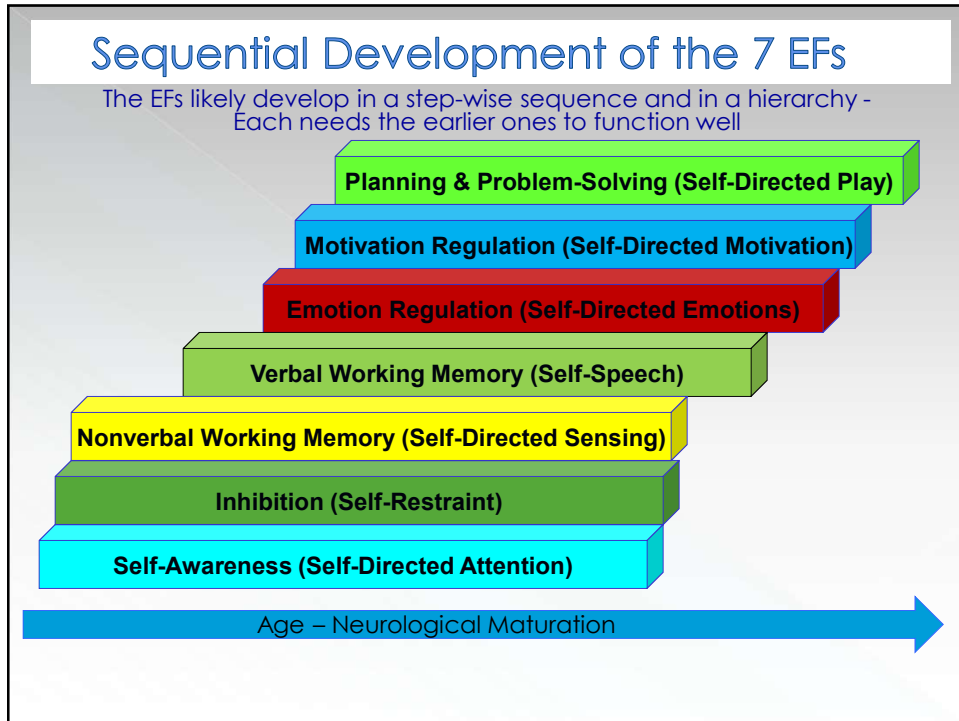 Sequential Development of the 7 EFs
The EFs likely develop in a step-wise sequence and in a hierarchy -
Each needs the earlier ones to function well
Planning & Problem-Solving (Self-Directed Play)
Motivation Regulation (Self-Directed Motivation)
Emotion Regulation (Self-Directed Emotions)
Verbal Working Memory (Self-Speech)
Nonverbal Working Memory (Self-Directed Sensing)
Inhibition (Self-Restraint)
Self-Awareness (Self-Directed Attention)
Age – Neurological Maturation